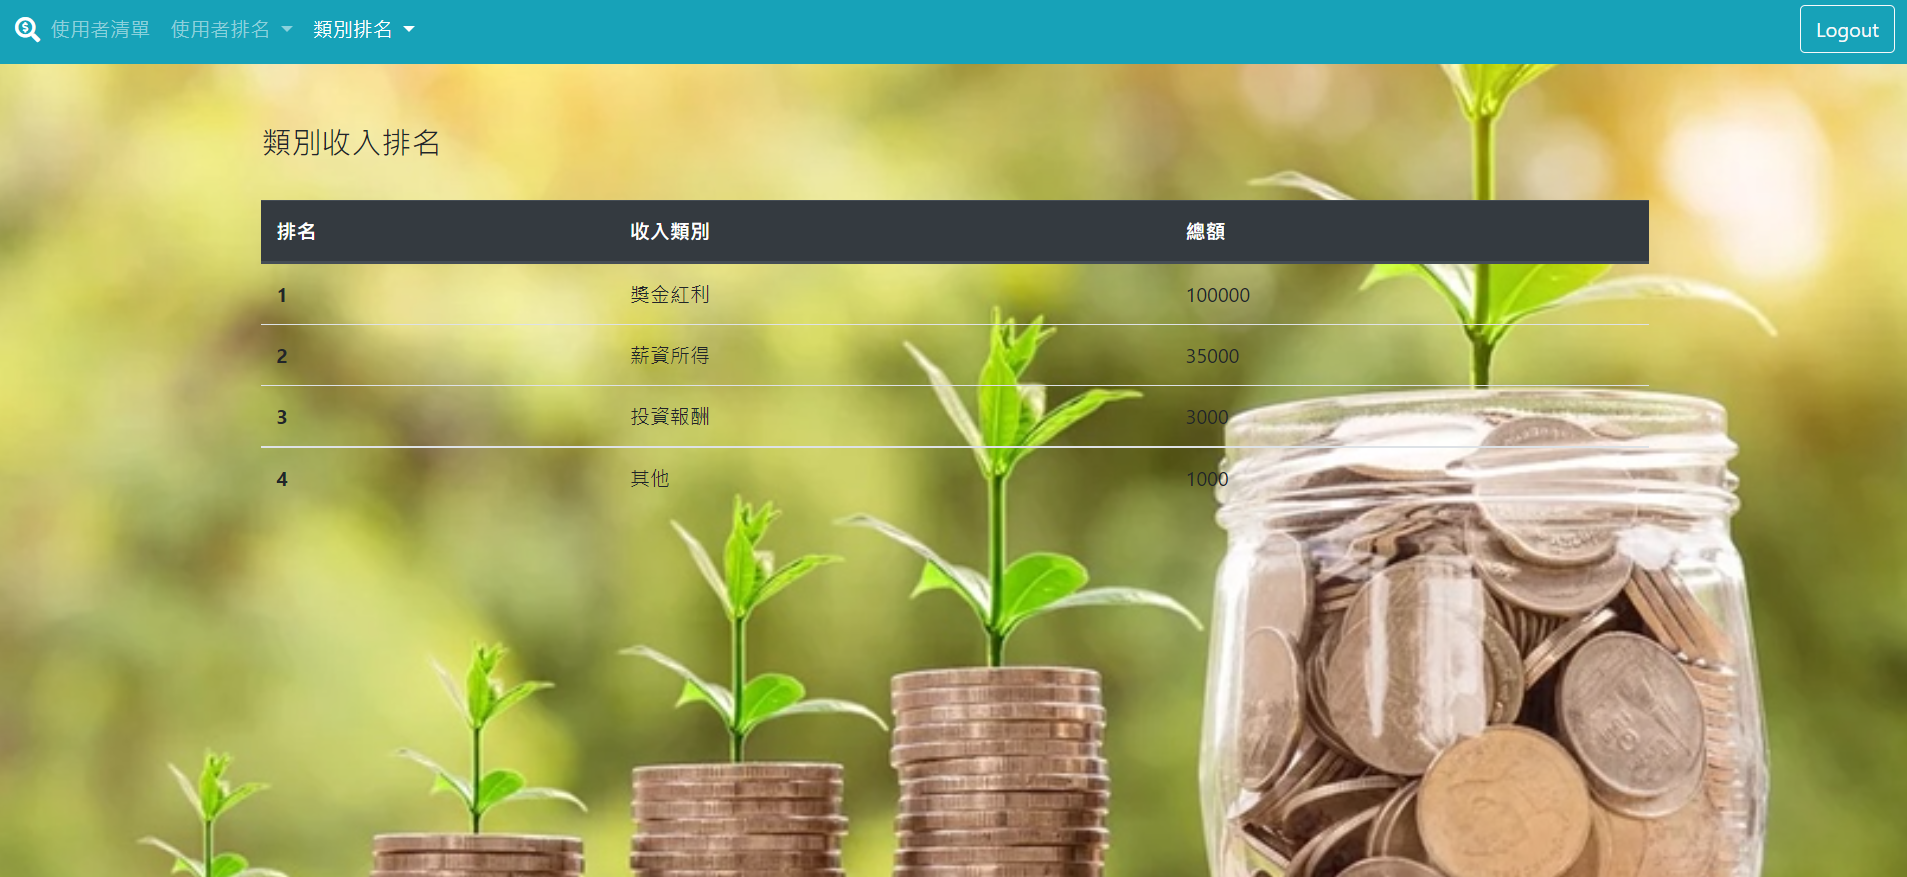 使用者清單 使用者排名 類別排名 Logout
類別收入排名
排名 收入類別 總額
1 獎金紅利 100000
2 薪資所得 35000
3 投資報酬 3000
4 其他 1000